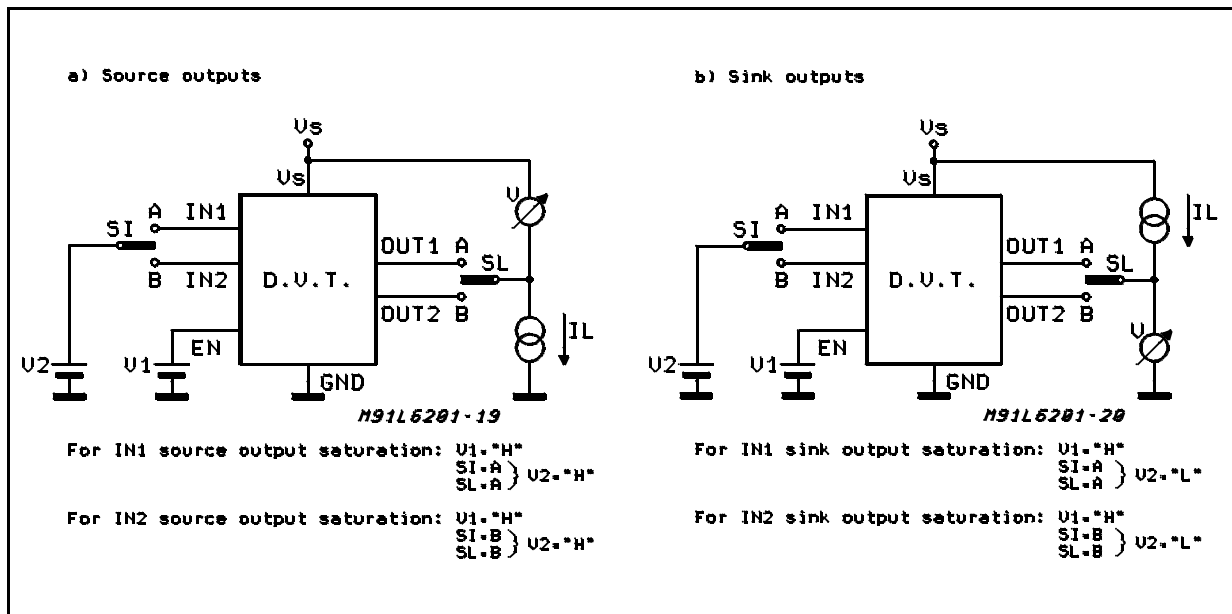 a) Source outputs
Vs
Vs
V
A
IN1
SI
B
IN2
D.V.T.
OUT1
A
SL
OUT2
B
EN
IL
V2
V1
GND
M91L6201-19
For IN1 source output saturation: V1="H"
SI=A
SL=A
} V2="H"
For IN2 source output saturation: V1="H"
SI=B
SL=B
} V2="H"
b) Sink outputs
Vs
Vs
A
IN1
SI
B
IN2
D.V.T.
IL
OUT1
A
SL
OUT2
B
EN
V
V2
V1
GND
M91L6201-20
For IN1 sink output saturation: V1="H"
SI=A
SL=A
} V2="L"
For IN2 sink output saturation: V1="H"
SI=B
SL=B
} V2="L"